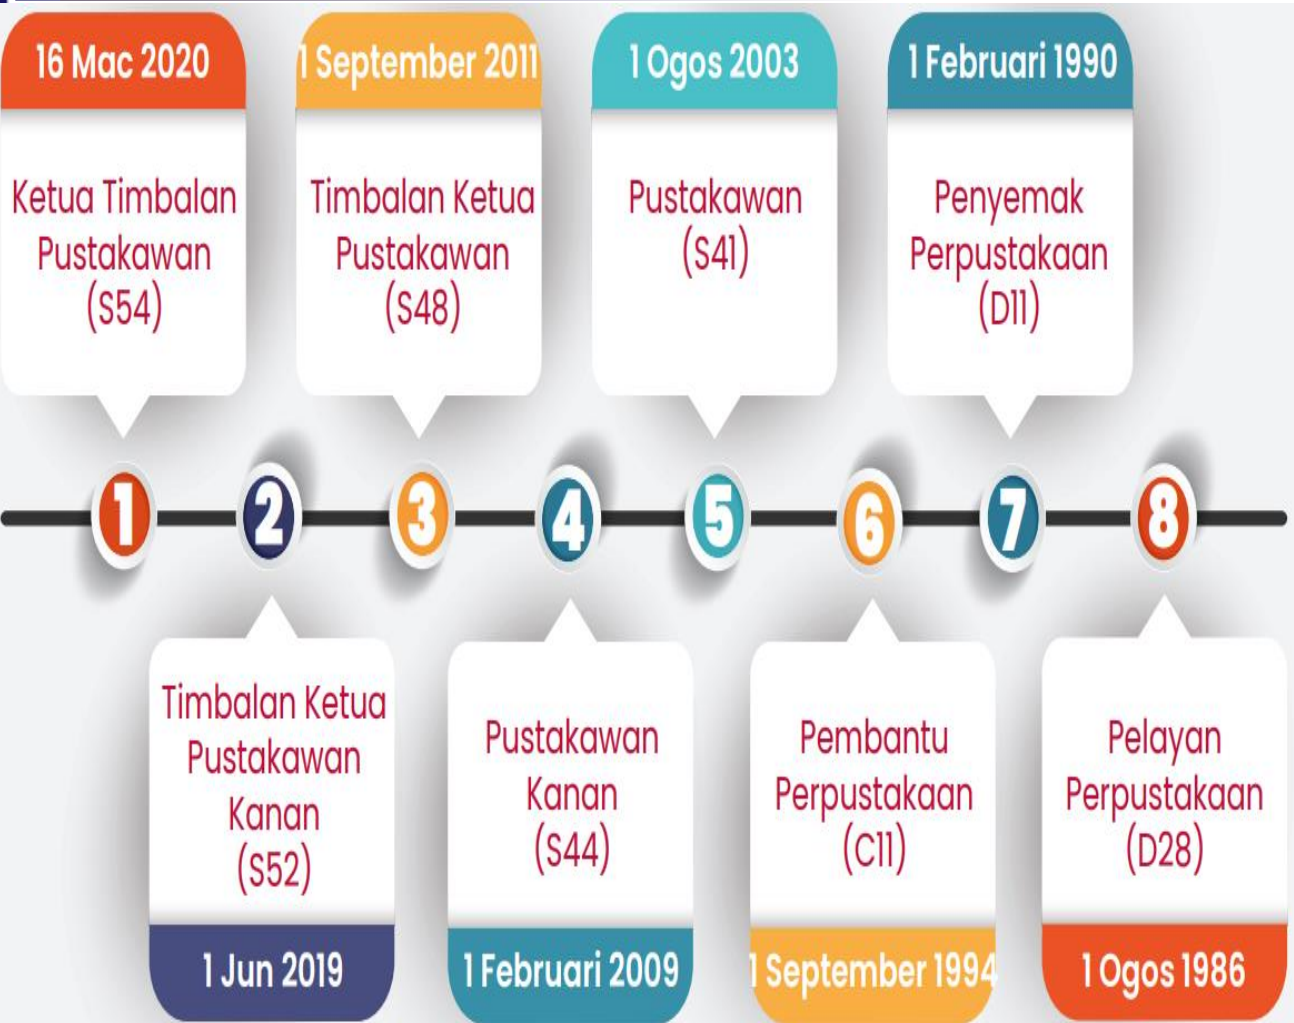 16 Mac 2020
Ketua Timbalan
Pustakawan
(S54)
1 September 2011
Timbalan Ketua
Pustakawan
(S48)
1 Ogos 2003
Pustakawan
(S41)
1 Februari 1990
Penyemak
Perpustakaan
(D11)
1
2
3
4
5
6
7
8
Timbalan Ketua
Pustakawan
Kanan
(S52)
1 Jun 2019
Pustakawan
Kanan
(S44)
1 Februari 2009
Pembantu
Perpustakaan
(C11)
1 September 1994
Pelayan
Perpustakaan
(D28)
1 Ogos 1986